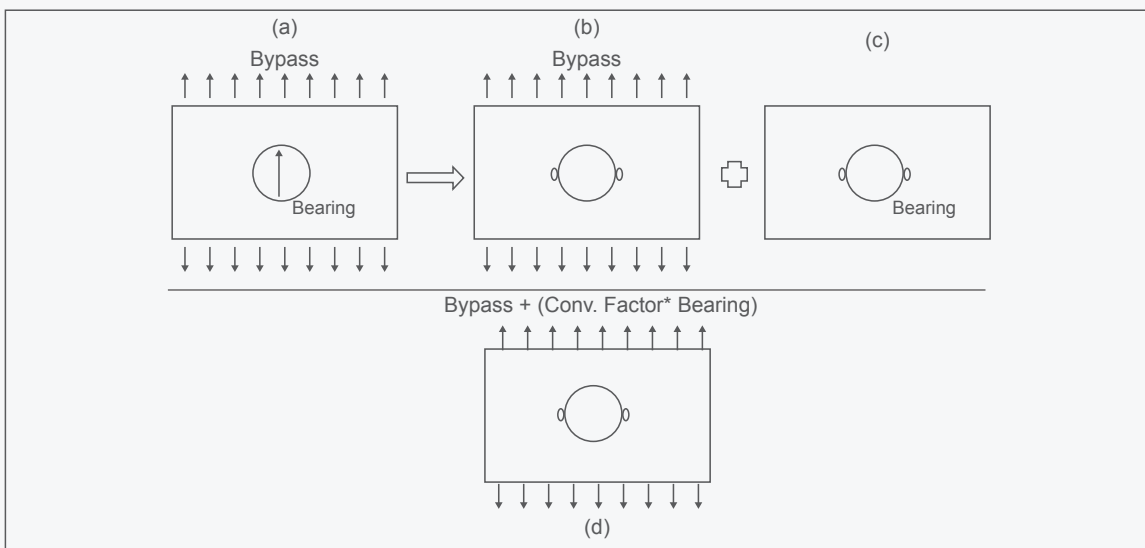 (a)
Bypass
Bearing
(b)
Bypass
(c)
Bearing
Bypass + (Conv. Factor* Bearing)
(d)